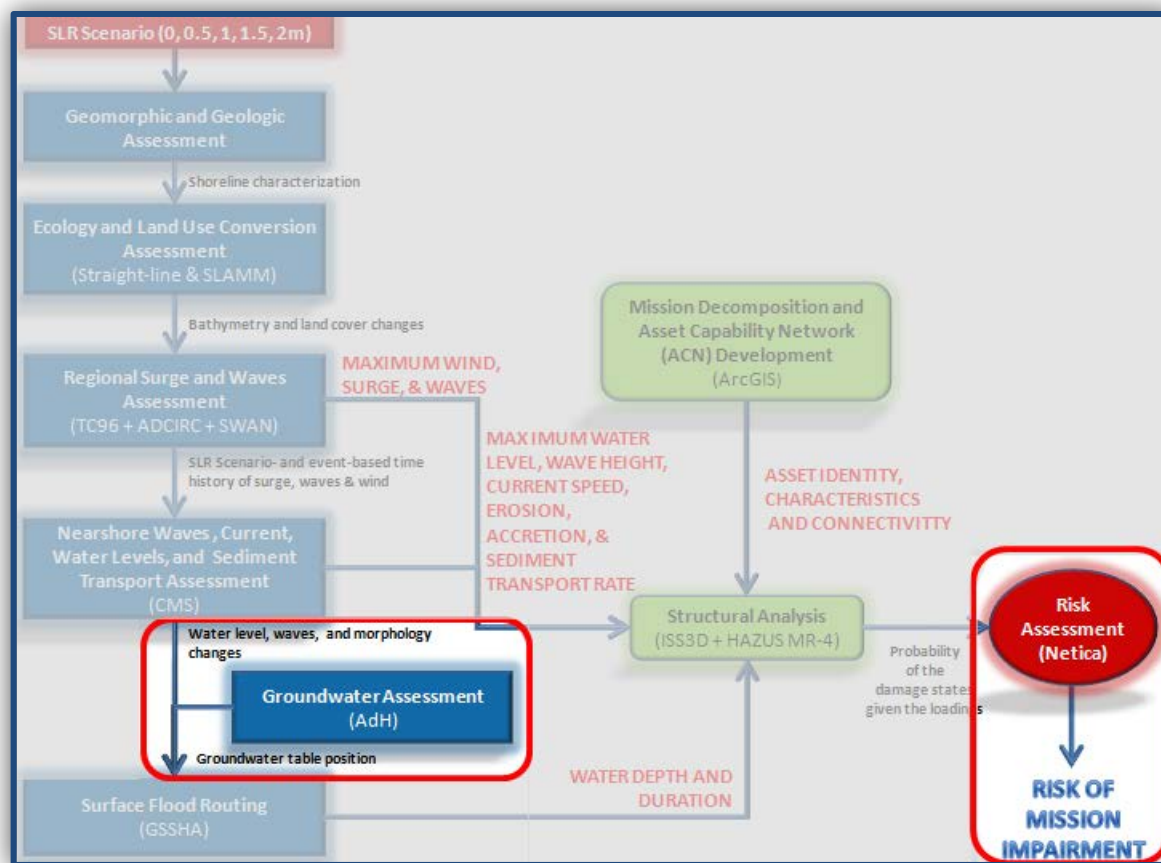 SLR Scenario (0, 0.5, 1, 1.5, 2m)
Geomorphic and Geologic
Assessment
Shoreline characterization
Ecology and Land Use Conversion
Assessment
(Straight-line & SLAMM)
Bathymetry and land cover changes
Regional Surge and Waves
Assessment
(TC96 + ADCIRC + SWAN)
MAXIMUM WIND,
SURGE, & WAVES
SLR Scenario- and event-based time
history of surge, waves & wind
Nearshore Waves, Current,
Water Levels, and Sediment
Transport Assessment
(CMS)
MAXIMUM WATER
LEVEL, WAVE HEIGHT,
CURRENT SPEED,
EROSION,
ACCRETION, &
SEDIMENT
TRANSPORT RATE
Mission Decomposition and
Asset Capability Network
(ACN) Development
(ArcGIS)
ASSET IDENTITY,
CHARACTERISTICS
AND CONNECTIVITTY
Water level, waves, and morphology
changes
Groundwater Assessment
(AdH)
Groundwater table position
Surface Flood Routing
(GSSHA)
WATER DEPTH AND
DURATION
Structural Analysis
(ISS3D + HAZUS MR-4)
Probability
of the
damage states
given the loadings
Risk
Assessment
(Netica)
RISK OF
MISSION
IMPAIRMENT